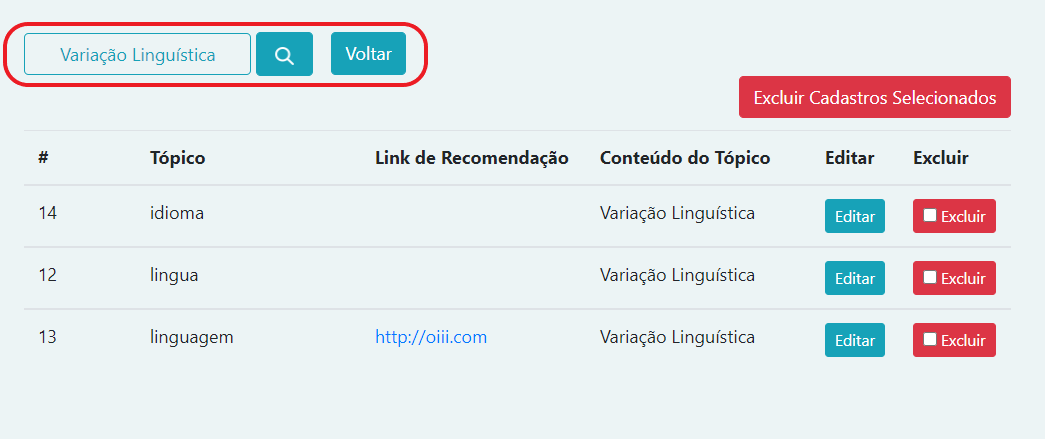 Variação Linguística Voltar
Excluir Cadastros Selecionados
# Tópico Link de Recomendação Conteúdo do Tópico Editar Excluir
14 idioma Variação Linguística Editar Excluir
12 lingua Variação Linguística Editar Excluir
13 linguagem http://oiii.com Variação Linguística Editar Excluir